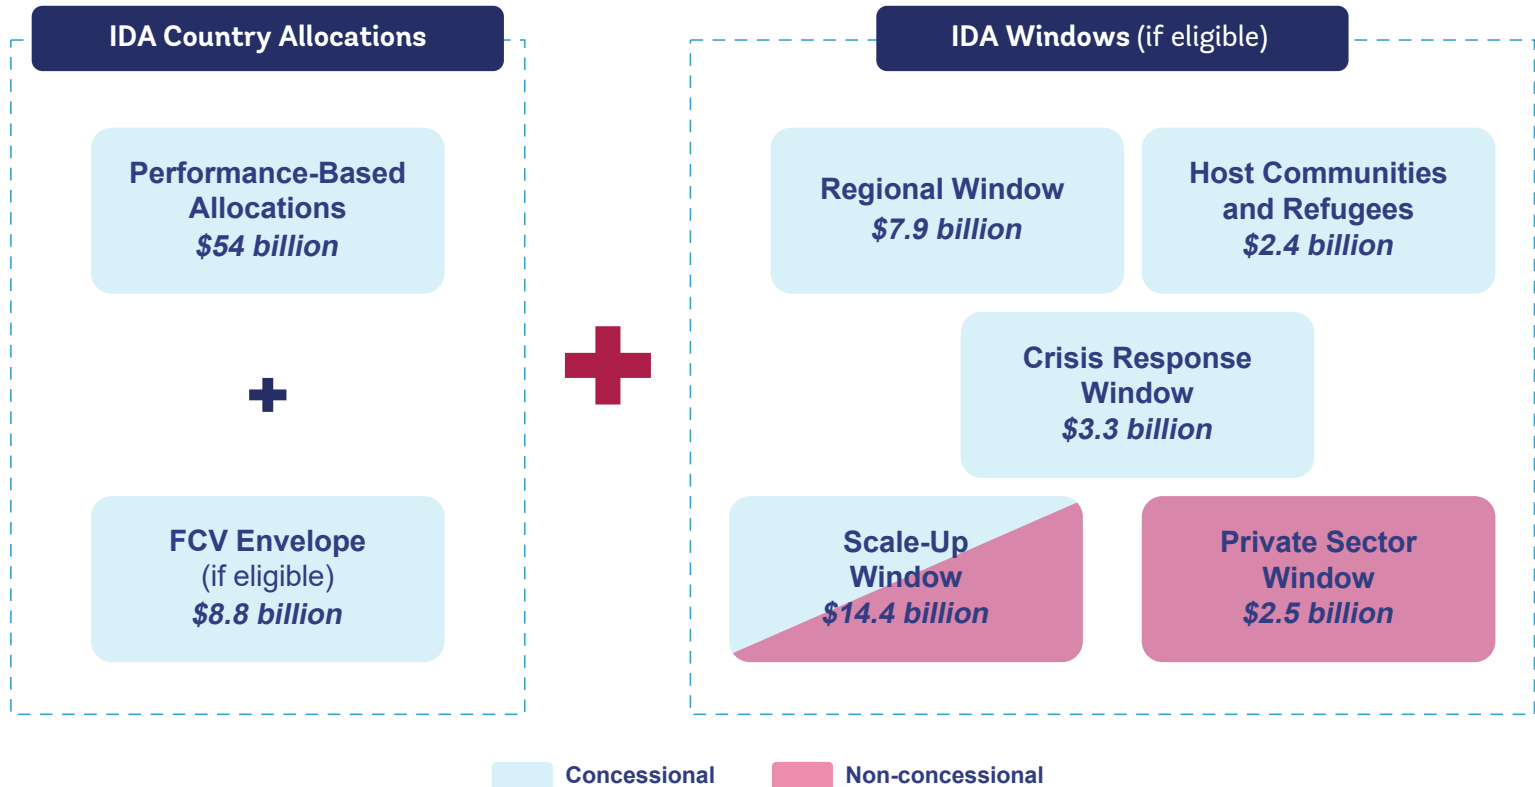 IDA Country Allocations
Performance-Based
Allocations
$54 billion
FCV Envelope
(if eligible)
$8.8 billion
IDA Windows (if eligible)
Regional Window
$7.9 billion
Host Communities
and Refugees
$2.4 billion
Crisis Response
Window
$3.3 billion
Scale-Up
Window
$14.4 billion
Private Sector
Window
$2.5 billion
Concessional
Non-concessional